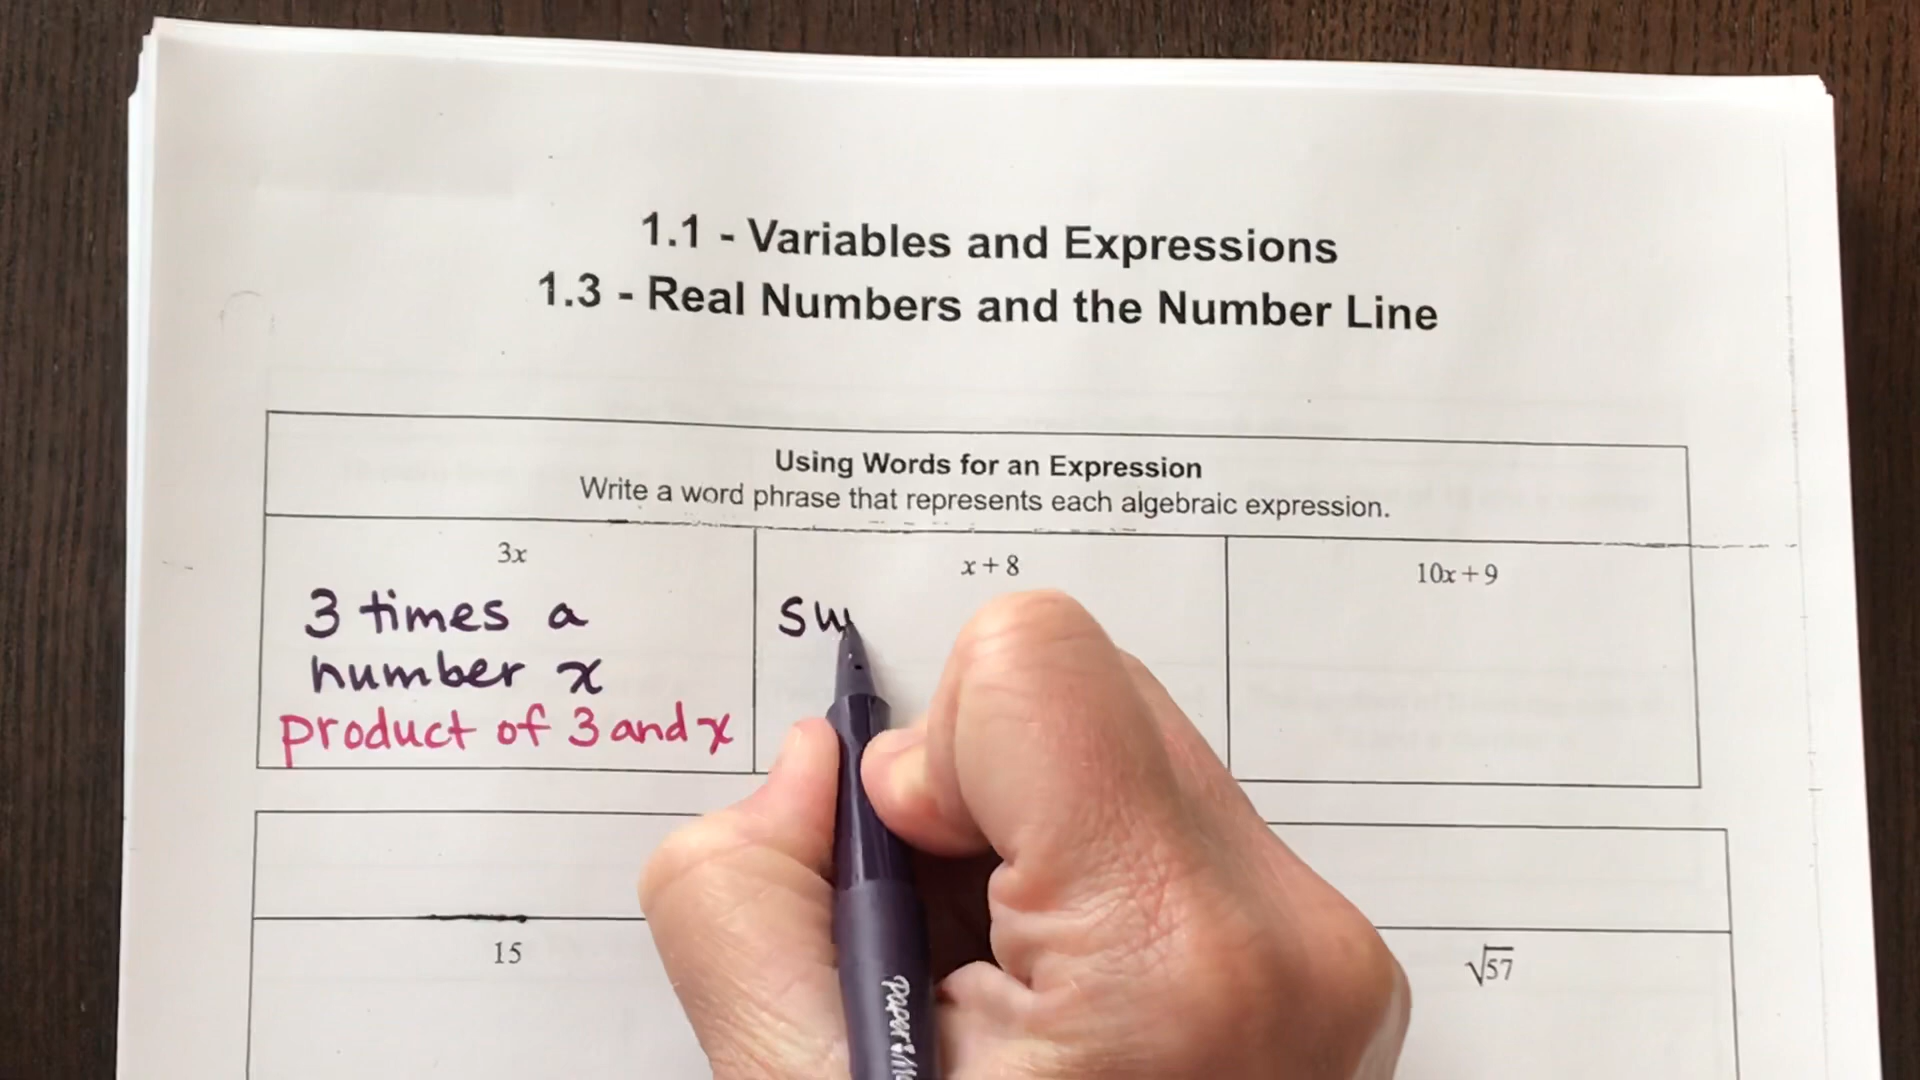 1.1 - Variables and Expressions
1.3 - Real Numbers and the Number Line
Using Words for an Expression
Write a word phrase that represents each algebraic expression.
3x
3 times a
number x
product of 3 and x
x + 8
10x + 9
15
√57